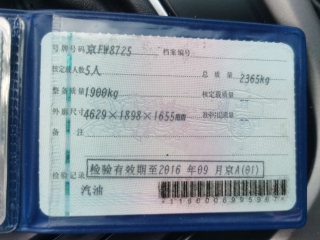 号牌号码 京FW8725 档案编号
核定载人数 5人 总质量 2365kg
整备质量 1900kg 核定载质量 --
外廓尺寸 4629×1898×1655mm 准牵引总质量 --
检验记录 检验有效期至2016年09月京A(01)
汽油